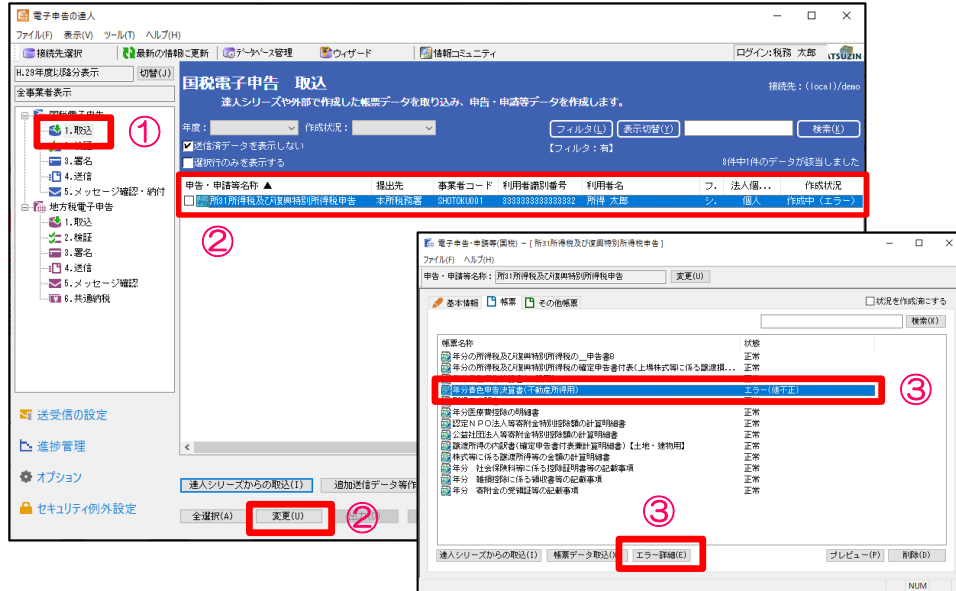 電子申告の達人
ファイル(F) 表示(V) ツール(T) ヘルプ(H)
接続先選択 最新の情報に更新 データベース管理 ウィザード 情報コミュニティ ログイン:税務 太郎
H.29年度以降分表示 切替(J)
全事業者表示
国税電子申告
1.取込
3.署名
4.送信
5.メッセージ確認・納付
地方税電子申告
1.取込
2.検証
3.署名
4.送信
5.メッセージ確認
6.共通納税
送受信の設定
進捗管理
オプション
セキュリティ例外設定
①
国税電子申告 取込
接続先：(local)/demo
達人シリーズや外部で作成した帳票データを取り込み、申告・申請等データを作成します。
年度： 作成状況： フィルタ(L) 表示切替(Y) 検索(K)
送信済データを表示しない 【フィルタ：有】
選択行のみを表示する 8件中1件のデータが該当しました
申告・申請等名称 ▲ 提出先 事業者コード 利用者識別番号 利用者名 フ. 法人個... 作成状況
所31所得税及び復興特別所得税申告 本所税務署 SHOTOKU001 3333333333333332 所得 太郎 シ. 個人 作成中（エラー）
②
達人シリーズからの取込(I) 追加送信データ等作
全選択(A) 変更(U)
②
電子申告・申請等(国税) - [ 所31所得税及び復興特別所得税申告 ]
ファイル(F) ヘルプ(H)
申告・申請等名称： 所31所得税及び復興特別所得税申告 変更(U)
基本情報 帳票 その他帳票 状況を作成済にする
検索(K)
帳票名称 状態
年分の所得税及び復興特別所得税の__申告書B 正常
年分の所得税及び復興特別所得税の確定申告書付表(上場株式等に係る譲渡損... 正常
年分青色申告決算書(不動産所得用) エラー(値不正)
③
年分医療費控除の明細書 正常
認定ＮＰＯ法人等寄附金特別控除額の計算明細書 正常
公益社団法人等寄附金特別控除額の計算明細書 正常
譲渡所得の内訳書(確定申告書付表兼計算明細書)【土地・建物用】 正常
株式等に係る譲渡所得等の金額の計算明細書 正常
年分 社会保険料等に係る控除証明書等の記載事項 正常
年分 雑損控除に係る領収書等の記載事項 正常
年分 寄附金の受領証等の記載事項 正常
③
達人シリーズからの取込(I) 帳票データ取込( エラー詳細(E) プレビュー(P) 削除(D)
NUM